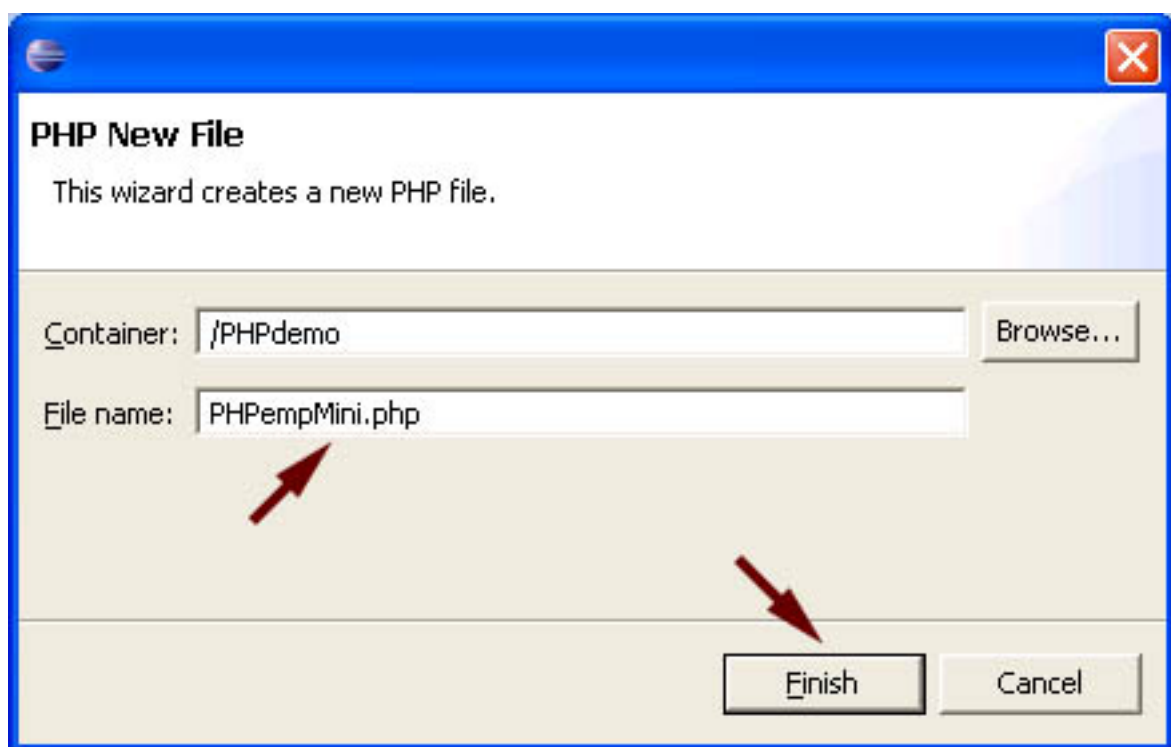 PHP New File
This wizard creates a new PHP file.
Container: /PHPdemo Browse...
File name: PHPempMini.php
Finish Cancel